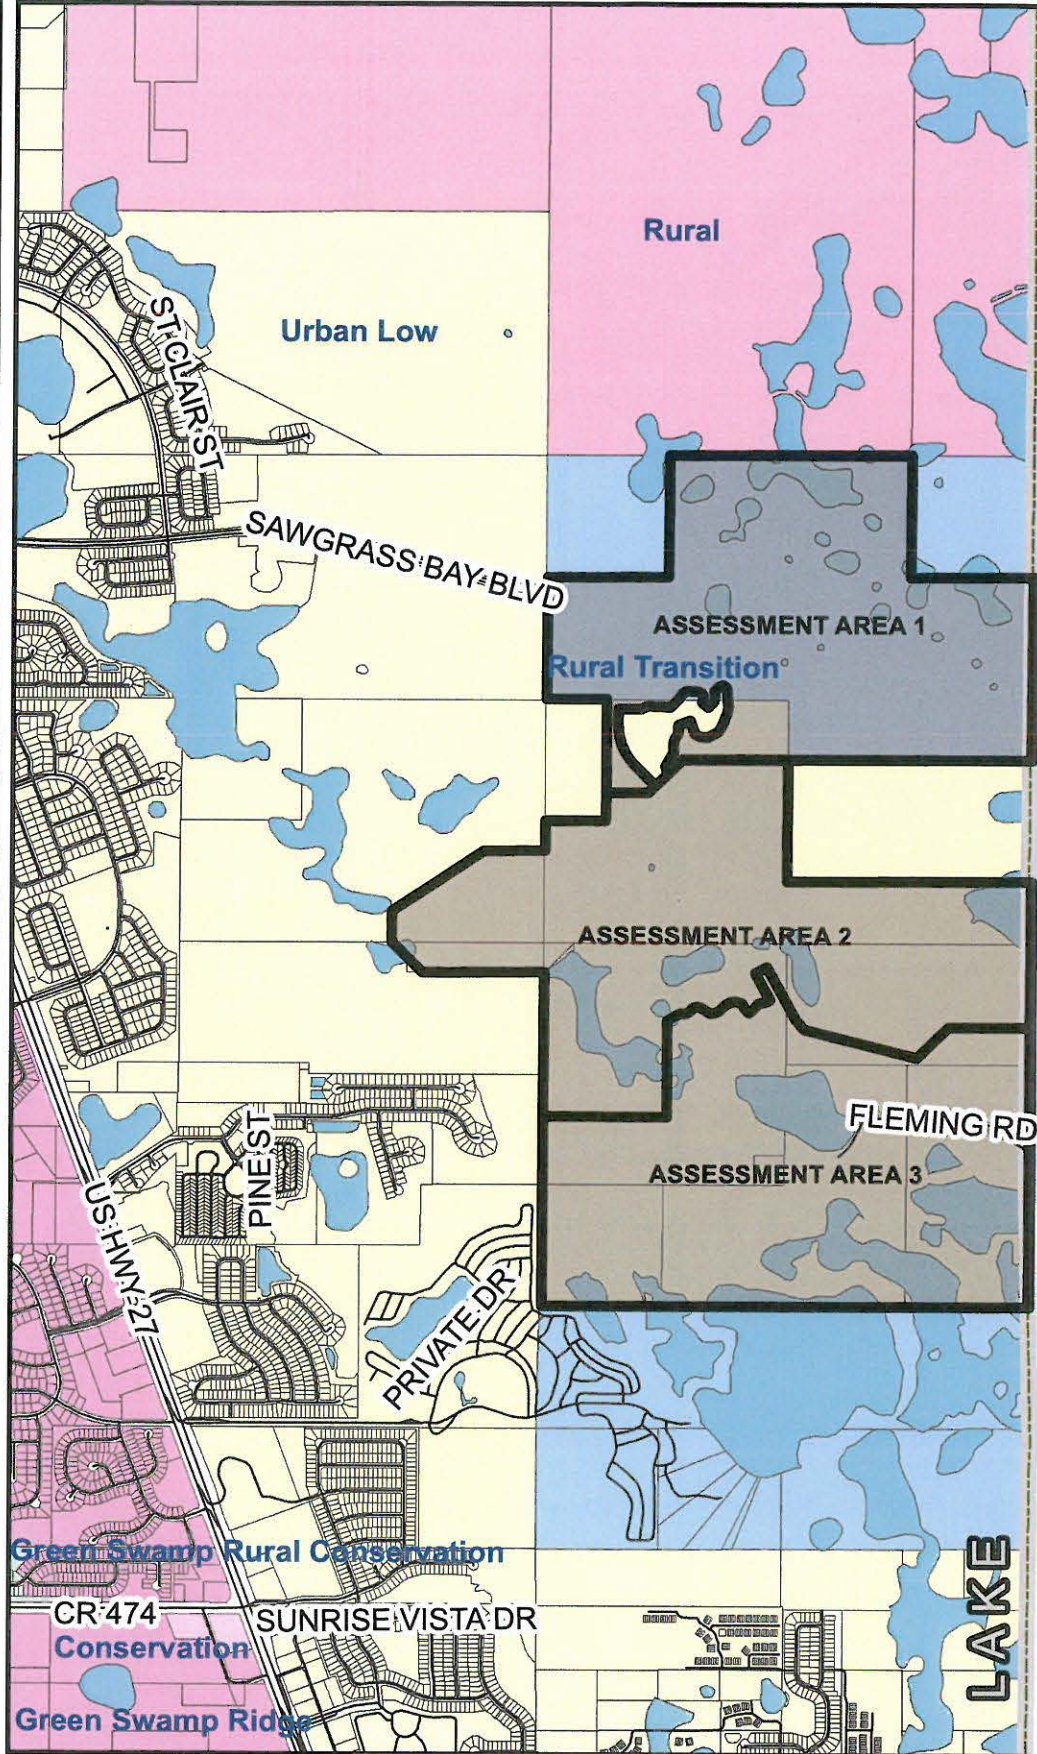 Rural
Urban Low
ST CLAIR ST
SAWGRASS BAY BLVD
ASSESSMENT AREA 1
Rural Transition
ASSESSMENT AREA 2
FLEMING RD
PINE ST
ASSESSMENT AREA 3
US HWY 27
PRIVATE DR
Green Swamp Rural Conservation
LAKE
CR 474
SUNRISE VISTA DR
Conservation
Green Swamp Ridge